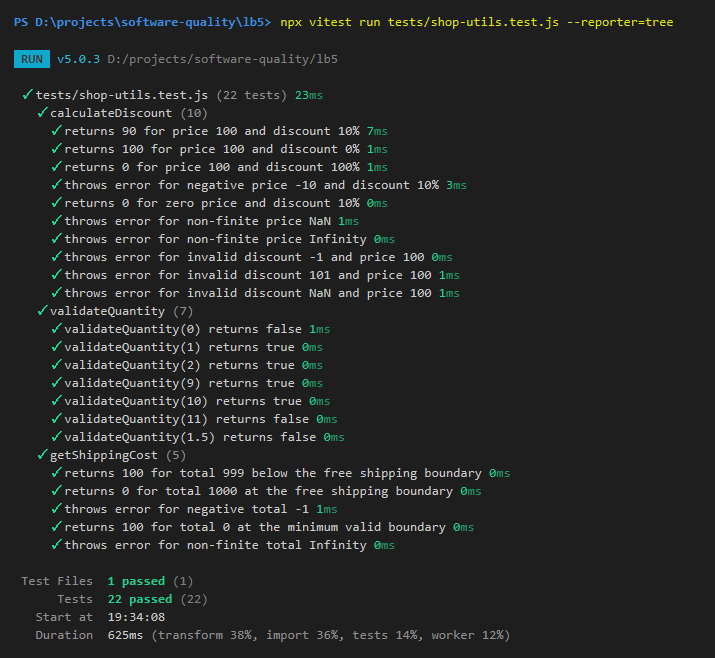 PS D:\projects\software-quality\lb5> npx vitest run tests/shop-utils.test.js --reporter=tree
RUN v5.0.3 D:/projects/software-quality/lb5
✓ tests/shop-utils.test.js (22 tests) 23ms
✓ calculateDiscount (10)
✓ returns 90 for price 100 and discount 10% 7ms
✓ returns 100 for price 100 and discount 0% 1ms
✓ returns 0 for price 100 and discount 100% 1ms
✓ throws error for negative price -10 and discount 10% 3ms
✓ returns 0 for zero price and discount 10% 0ms
✓ throws error for non-finite price NaN 1ms
✓ throws error for non-finite price Infinity 0ms
✓ throws error for invalid discount -1 and price 100 0ms
✓ throws error for invalid discount 101 and price 100 1ms
✓ throws error for invalid discount NaN and price 100 1ms
✓ validateQuantity (7)
✓ validateQuantity(0) returns false 1ms
✓ validateQuantity(1) returns true 0ms
✓ validateQuantity(2) returns true 0ms
✓ validateQuantity(9) returns true 0ms
✓ validateQuantity(10) returns true 0ms
✓ validateQuantity(11) returns false 0ms
✓ validateQuantity(1.5) returns false 0ms
✓ getShippingCost (5)
✓ returns 100 for total 999 below the free shipping boundary 0ms
✓ returns 0 for total 1000 at the free shipping boundary 0ms
✓ throws error for negative total -1 1ms
✓ returns 100 for total 0 at the minimum valid boundary 0ms
✓ throws error for non-finite total Infinity 0ms
Test Files 1 passed (1)
Tests 22 passed (22)
Start at 19:34:08
Duration 625ms (transform 38%, import 36%, tests 14%, worker 12%)